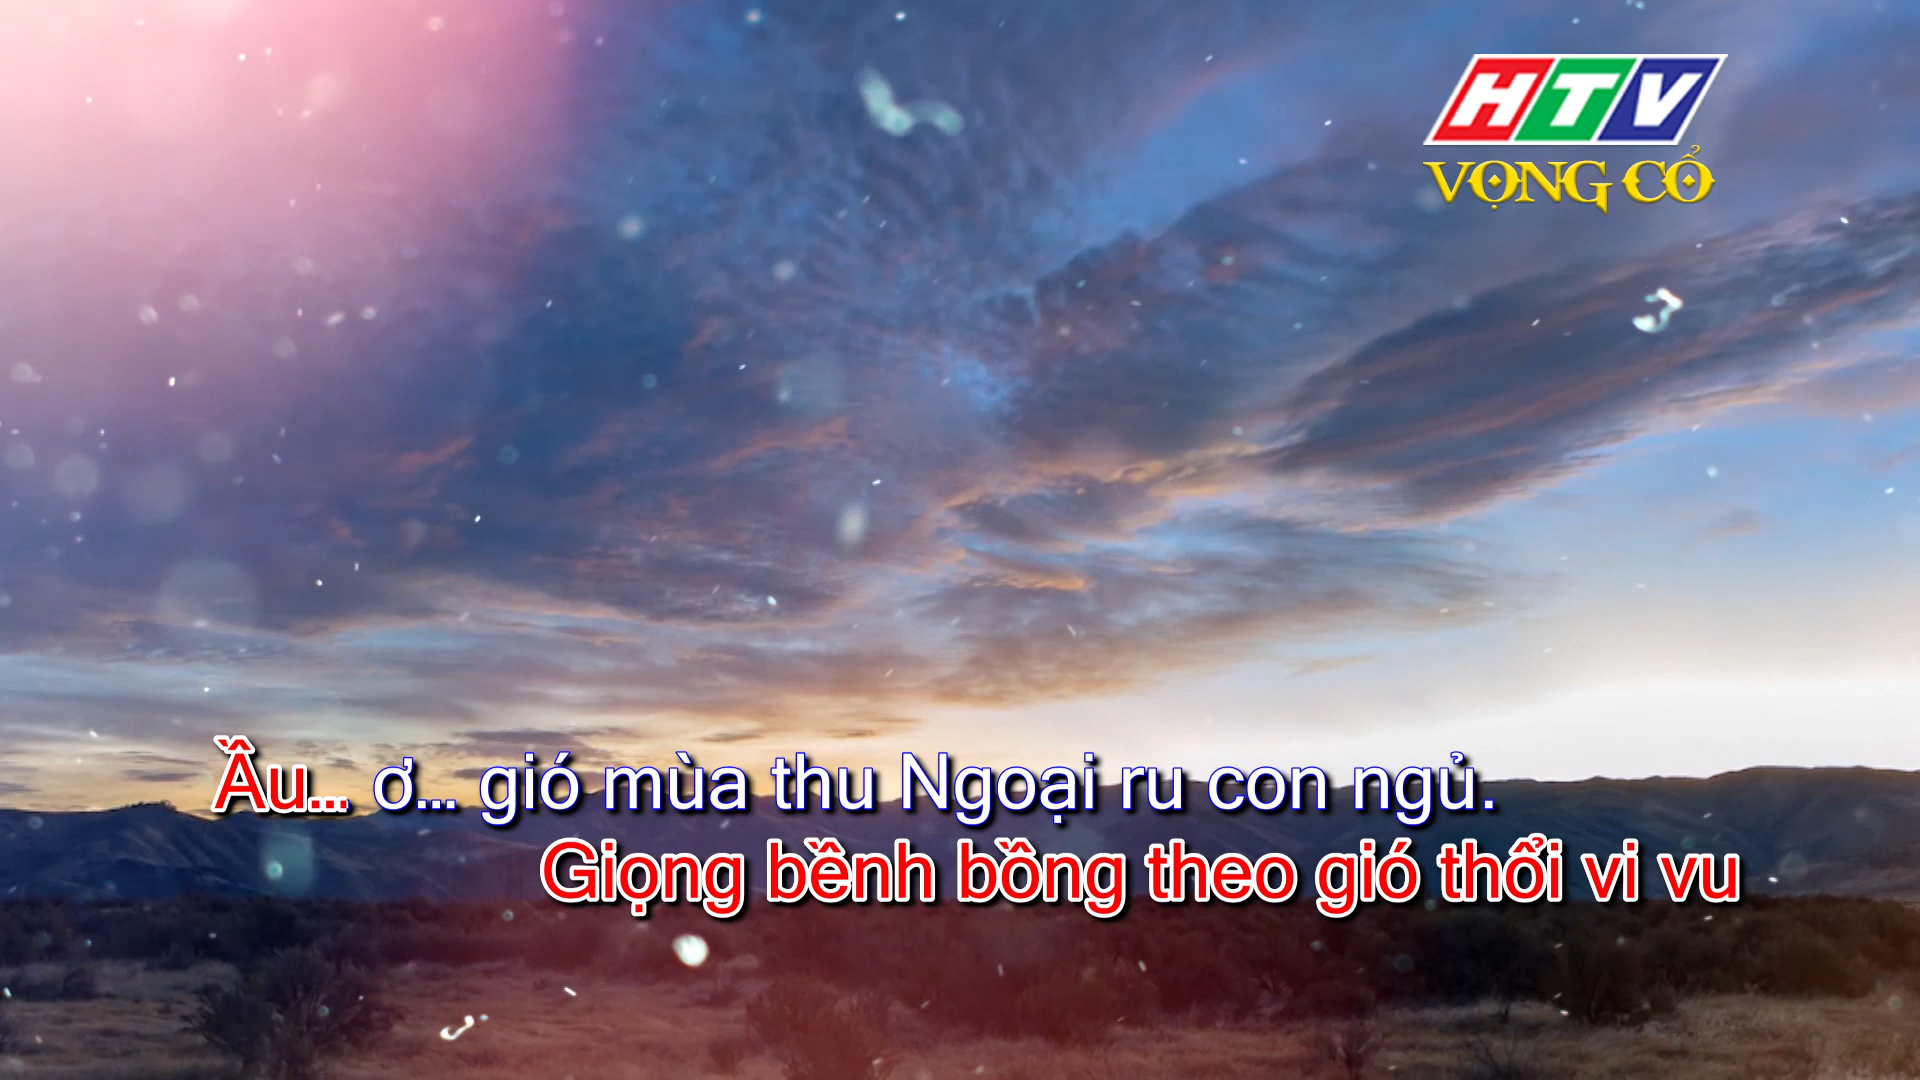 HTV
VỌNG CỔ
Ầu... ơ... gió mùa thu Ngoại ru con ngủ.
Giọng bềnh bồng theo gió thổi vi vu